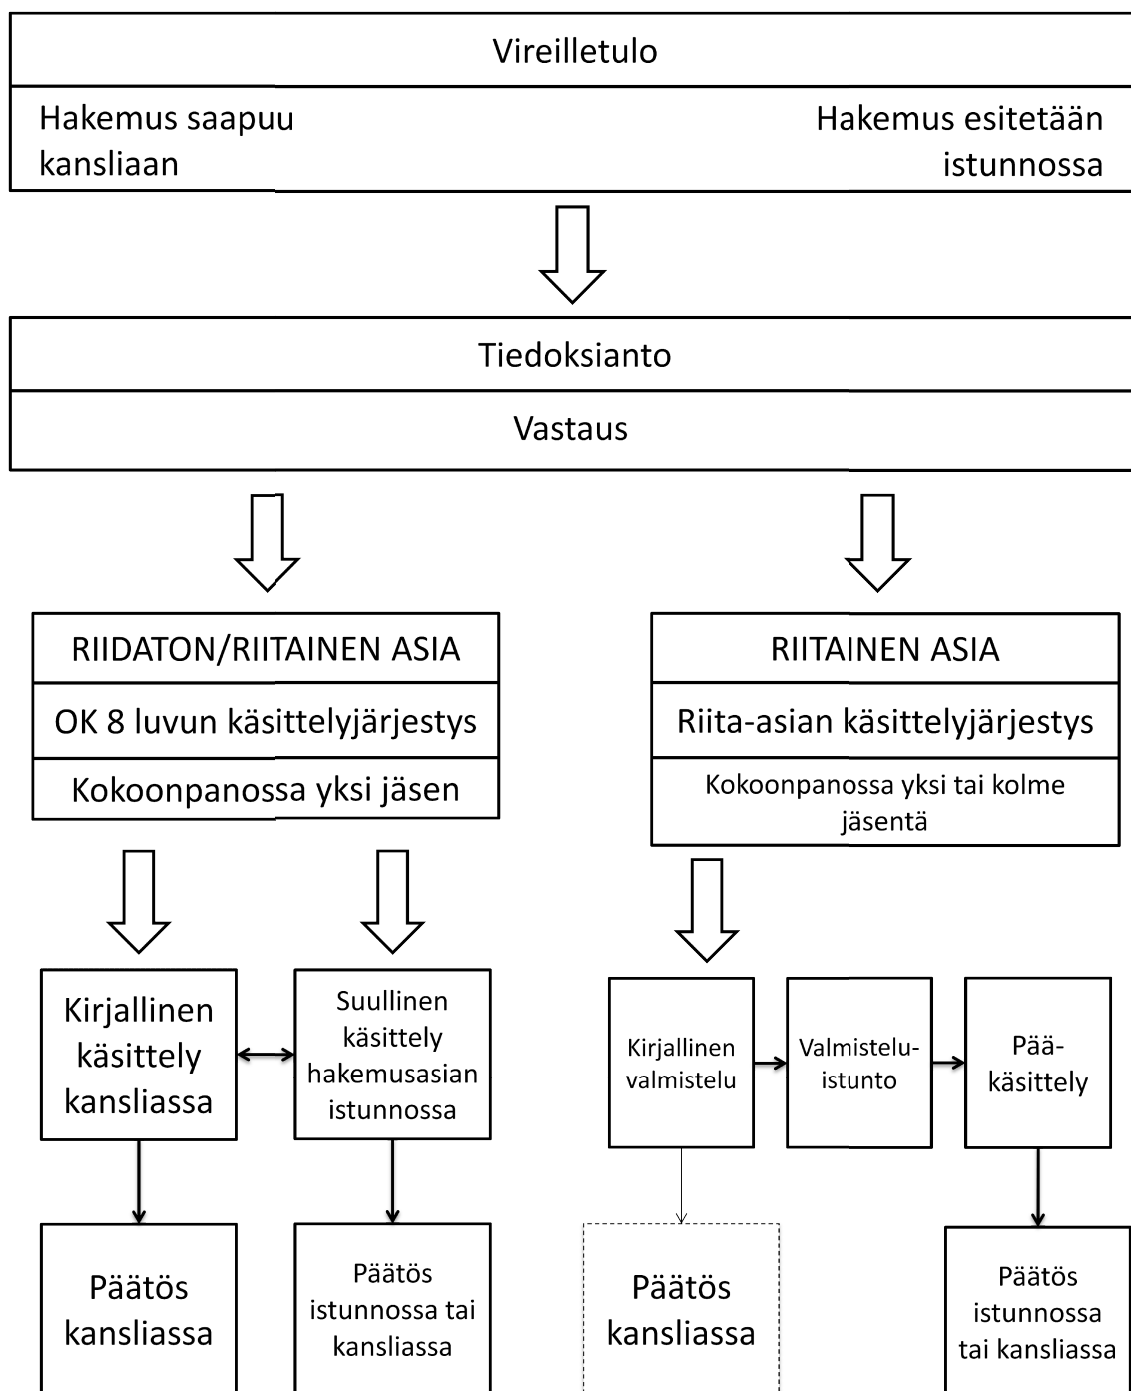 Vireilletulo
Hakemus saapuu
kansliaan
Hakemus esitetään
istunnossa
Tiedoksianto
Vastaus
RIIDATON/RIITAINEN ASIA
OK 8 luvun käsittelyjärjestys
Kokoonpanossa yksi jäsen
RIITAINEN ASIA
Riita-asian käsittelyjärjestys
Kokoonpanossa yksi tai kolme
jäsentä
Kirjallinen
käsittely
kansliassa
Suullinen
käsittely
hakemusasian
istunnossa
Kirjallinen
valmistelu
Valmistelu-
istunto
Pää-
käsittely
Päätös
kansliassa
Päätös
istunnossa tai
kansliassa
Päätös
kansliassa
Päätös
istunnossa
tai kansliassa